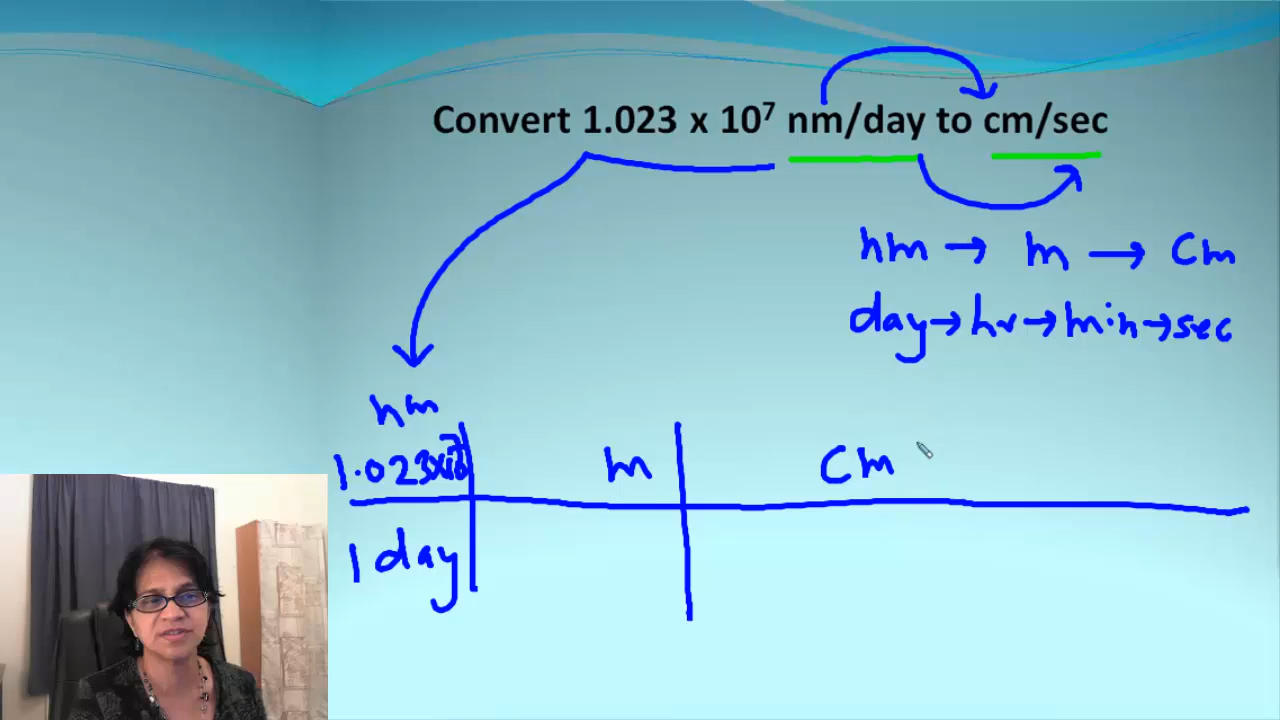 Convert 1.023 x 10⁷ nm/day to cm/sec
nm → m → cm
day → hr → min → sec
nm
1.023x10⁷ m cm
1 day